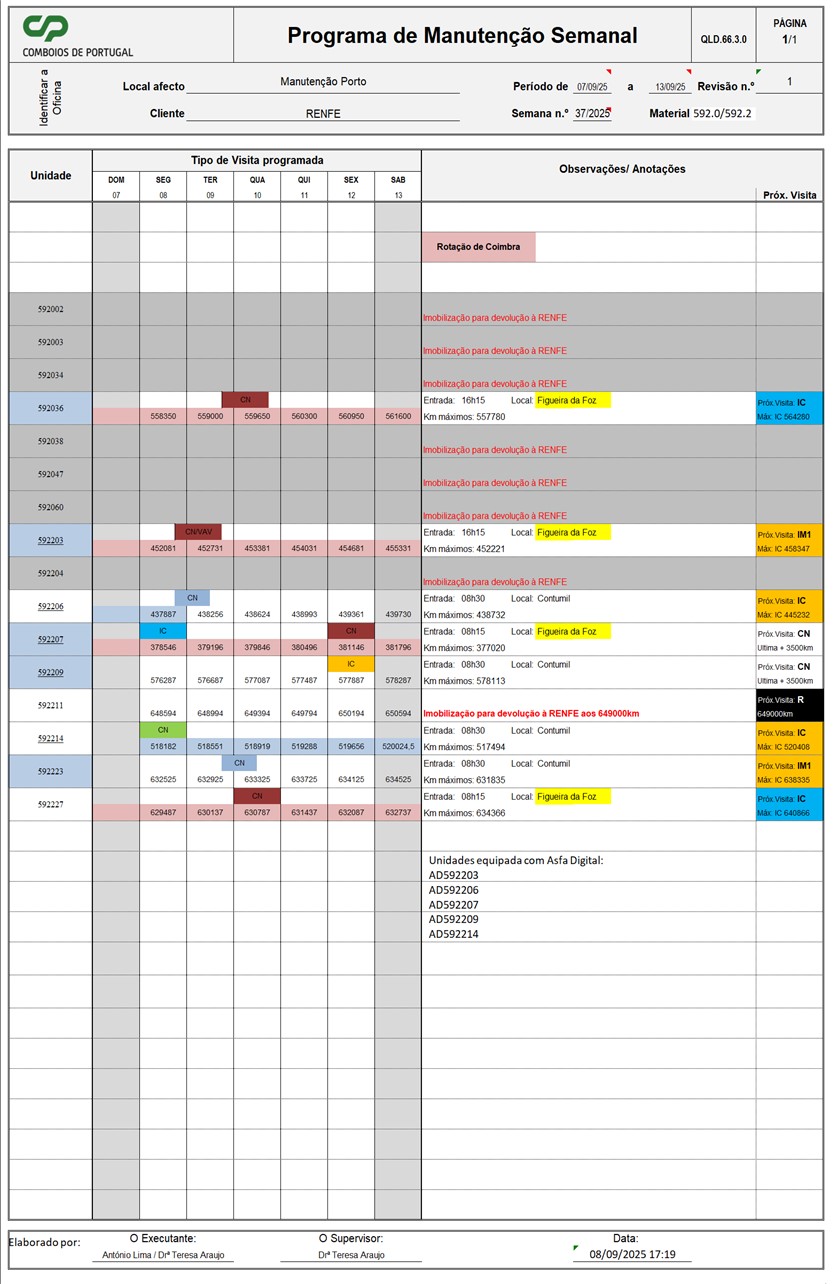 CP
COMBOIOS DE PORTUGAL
Programa de Manutenção Semanal
QLD.66.3.0
PÁGINA
1/1
Identificar a Oficina
Local afecto Manutenção Porto Período de 07/09/25 a 13/09/25 Revisão n.º 1
Cliente RENFE Semana n.º 37/2025 Material 592.0/592.2
Unidade Tipo de Visita programada Observações/ Anotações Próx. Visita
DOM SEG TER QUA QUI SEX SAB
07 08 09 10 11 12 13
Rotação de Coimbra
592002 Imobilização para devolução à RENFE
592003 Imobilização para devolução à RENFE
592034 Imobilização para devolução à RENFE
592036 CN Entrada: 16h15 Local: Figueira da Foz Próx.Visita: IC
558350 559000 559650 560300 560950 561600 Km máximos: 557780 Máx: IC 564280
592038 Imobilização para devolução à RENFE
592047 Imobilização para devolução à RENFE
592060 Imobilização para devolução à RENFE
592203 CN/VAV Entrada: 16h15 Local: Figueira da Foz Próx.Visita: IM1
452081 452731 453381 454031 454681 455331 Km máximos: 452221 Máx: IC 458347
592204 Imobilização para devolução à RENFE
592206 CN Entrada: 08h30 Local: Contumil Próx.Visita: IC
437887 438256 438624 438993 439361 439730 Km máximos: 438732 Máx: IC 445232
592207 IC CN Entrada: 08h15 Local: Figueira da Foz Próx.Visita: CN
378546 379196 379846 380496 381146 381796 Km máximos: 377020 Ultima + 3500km
592209 IC Entrada: 08h30 Local: Contumil Próx.Visita: CN
576287 576687 577087 577487 577887 578287 Km máximos: 578113 Ultima + 3500km
592211 Próx.Visita: R
648594 648994 649394 649794 650194 650594 Imobilização para devolução à RENFE aos 649000km 649000km
592214 CN Entrada: 08h30 Local: Contumil Próx.Visita: IC
518182 518551 518919 519288 519656 520024,5 Km máximos: 517494 Máx: IC 520408
592223 CN Entrada: 08h30 Local: Contumil Próx.Visita: IM1
632525 632925 633325 633725 634125 634525 Km máximos: 631835 Máx: IC 638335
592227 CN Entrada: 08h15 Local: Figueira da Foz Próx.Visita: IC
629487 630137 630787 631437 632087 632737 Km máximos: 634366 Máx: IC 640866
Unidades equipada com Asfa Digital:
AD592203
AD592206
AD592207
AD592209
AD592214
Elaborado por: O Executante: O Supervisor: Data:
António Lima / Drª Teresa Araujo Drª Teresa Araujo 08/09/2025 17:19